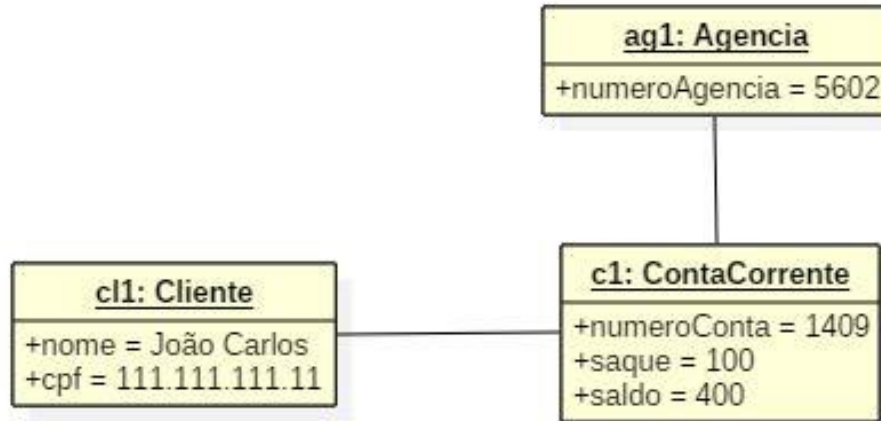 ag1: Agencia
+numeroAgencia = 5602
cl1: Cliente
+nome = João Carlos
+cpf = 111.111.111.11
c1: ContaCorrente
+numeroConta = 1409
+saque = 100
+saldo = 400